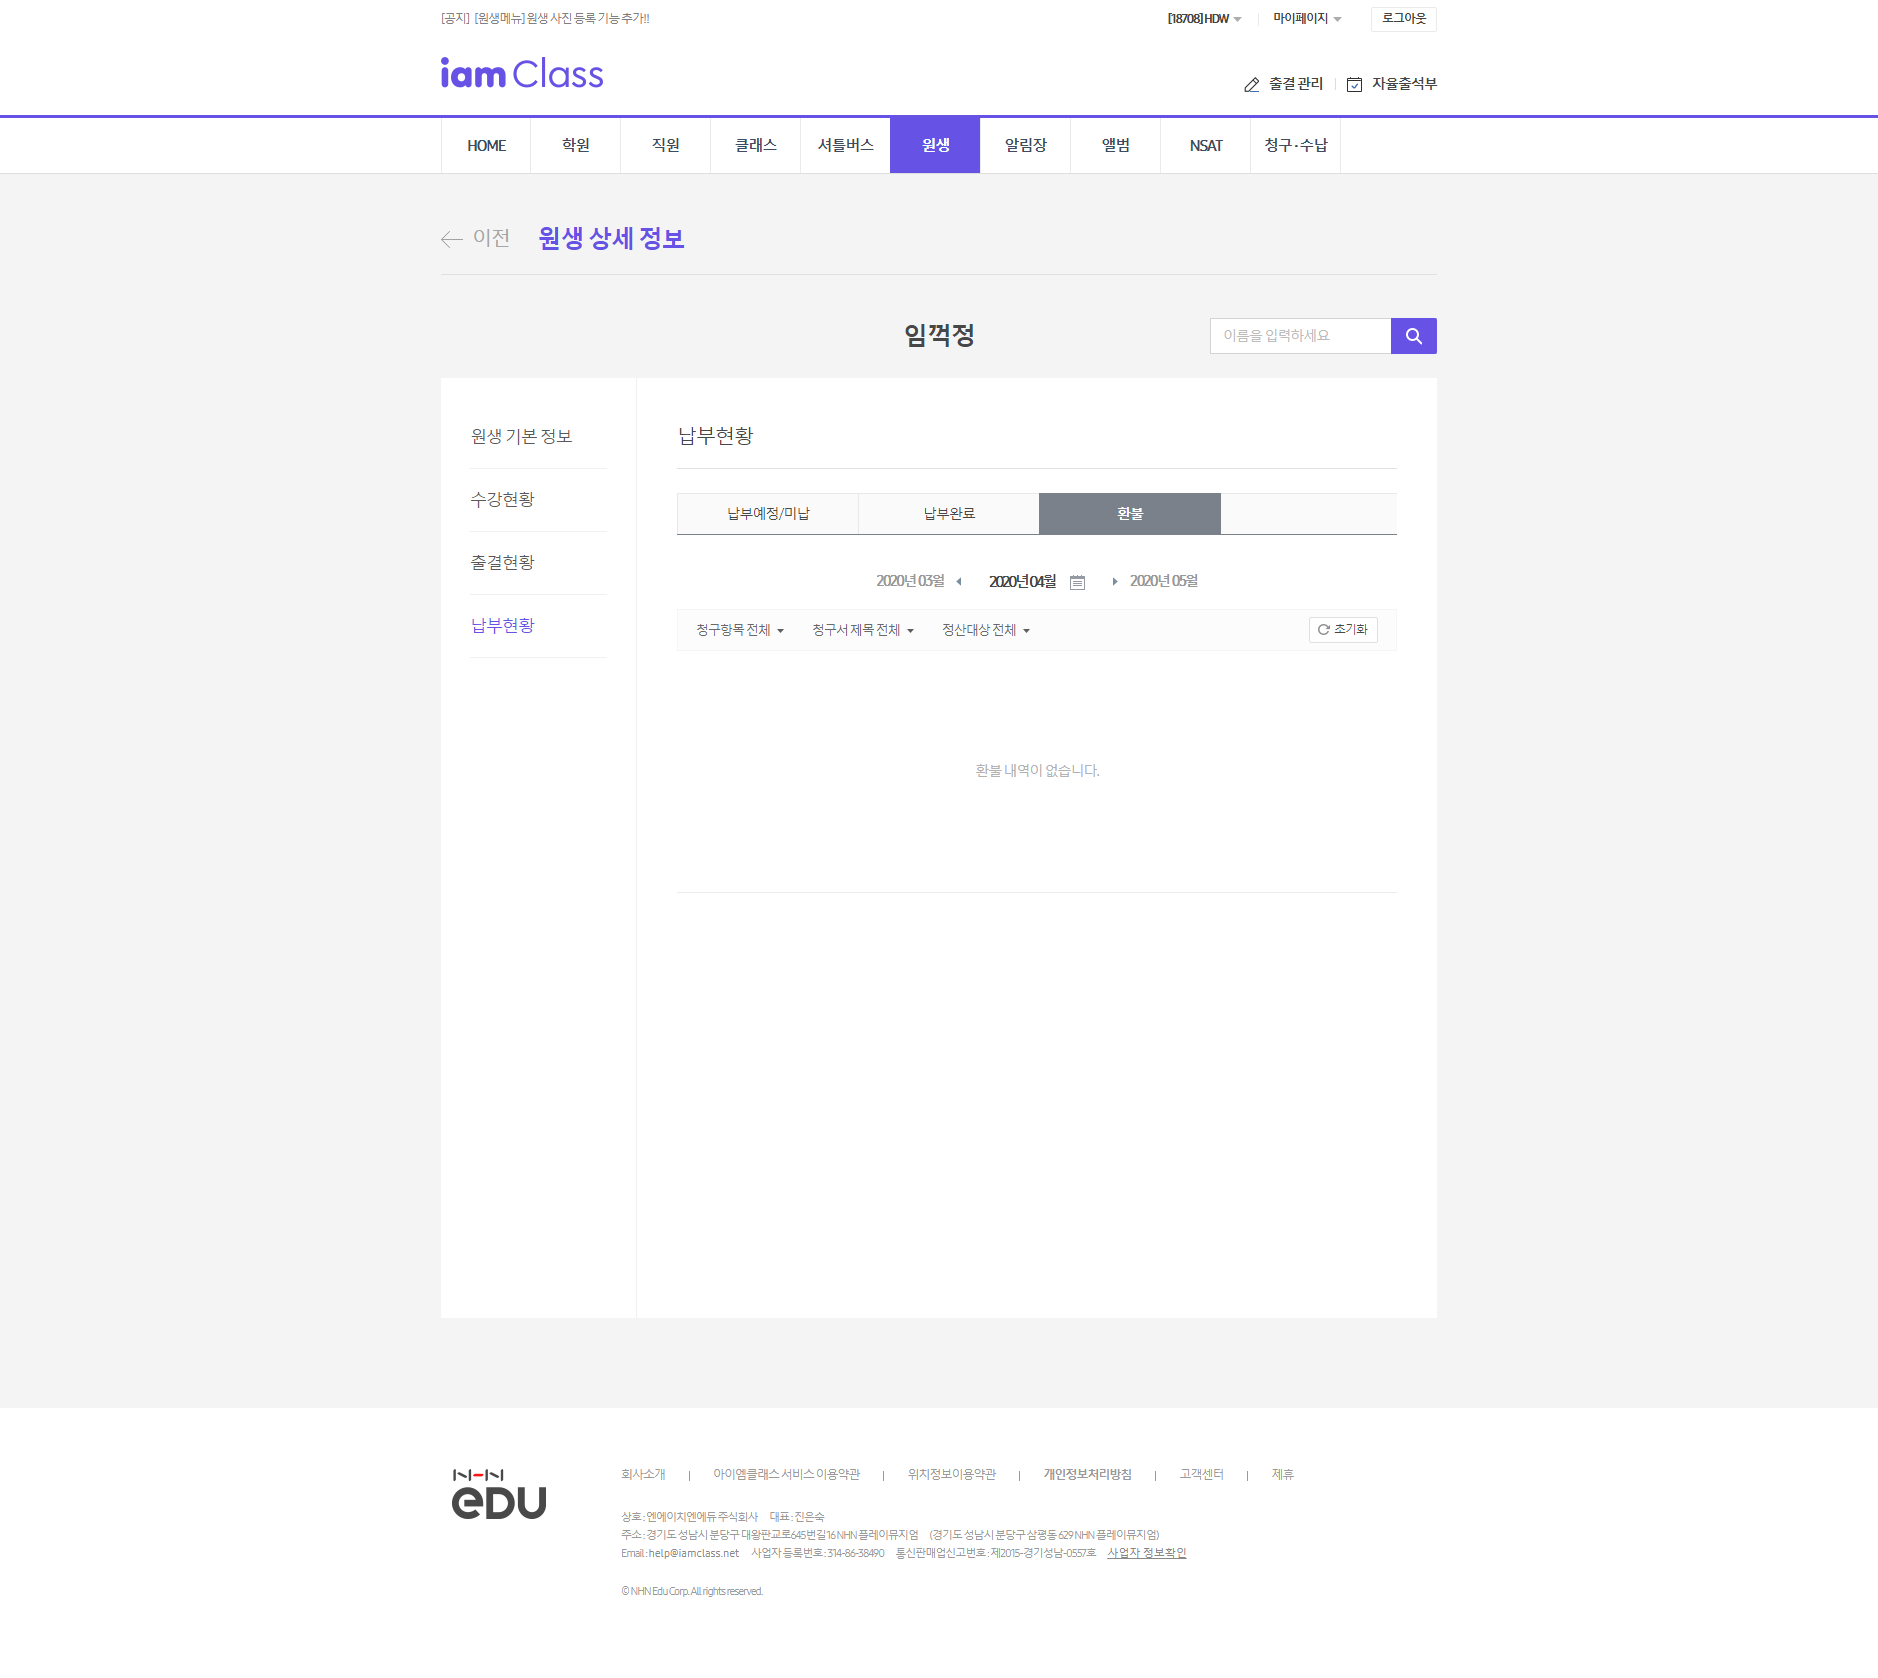 [공지] [원생메뉴] 원생 사진 등록 기능 추가!!
[18708] HDW 마이페이지 로그아웃
iam Class
출결 관리 자율출석부
HOME 학원 직원 클래스 셔틀버스 원생 알림장 앨범 NSAT 청구·수납
이전 원생 상세 정보
임꺽정
이름을 입력하세요
원생 기본 정보
수강현황
출결현황
납부현황
납부현황
납부예정/미납 납부완료 환불
2020년 03월 2020년 04월 2020년 05월
청구항목 전체 청구서 제목 전체 정산대상 전체 초기화
환불 내역이 없습니다.
NHN
eDU
회사소개 | 아이엠클래스 서비스 이용약관 | 위치정보이용약관 | 개인정보처리방침 | 고객센터 | 제휴
상호 : 엔에이치엔에듀 주식회사 대표 : 진은숙
주소 : 경기도 성남시 분당구 대왕판교로645번길 16 NHN 플레이뮤지엄 (경기도 성남시 분당구 삼평동 629 NHN 플레이뮤지엄)
Email : help@iamclass.net 사업자 등록번호 : 314-86-38490 통신판매업신고번호 : 제2015-경기성남-0557호 사업자 정보확인
© NHN Edu Corp. All rights reserved.